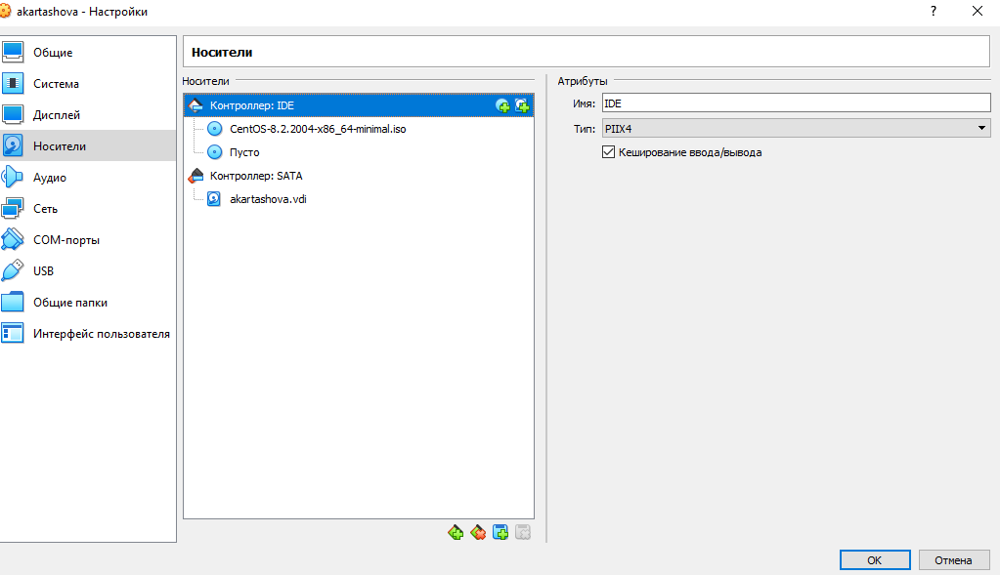 akartashova - Настройки
?
Общие
Система
Дисплей
Носители
Аудио
Сеть
COM-порты
USB
Общие папки
Интерфейс пользователя
Носители
Носители
Контроллер: IDE
CentOS-8.2.2004-x86_64-minimal.iso
Пусто
Контроллер: SATA
akartashova.vdi
Атрибуты
Имя: IDE
Тип: PIIX4
Кеширование ввода/вывода
OK Отмена